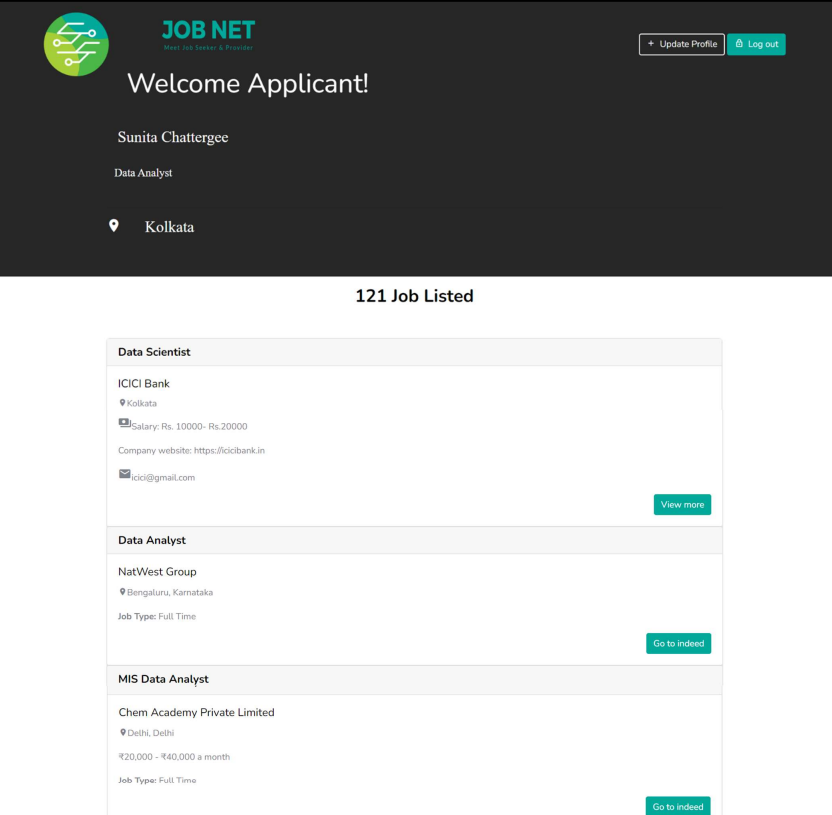 JOB NET
Meet Job Seeker & Provider
+ Update Profile
Log out
Welcome Applicant!
Sunita Chattergee
Data Analyst
Kolkata
121 Job Listed
Data Scientist
ICICI Bank
Kolkata
Salary: Rs. 10000- Rs.20000
Company website: https://icicibank.in
icici@gmail.com
View more
Data Analyst
NatWest Group
Bengaluru, Karnataka
Job Type: Full Time
Go to indeed
MIS Data Analyst
Chem Academy Private Limited
Delhi, Delhi
₹20,000 - ₹40,000 a month
Job Type: Full Time
Go to indeed